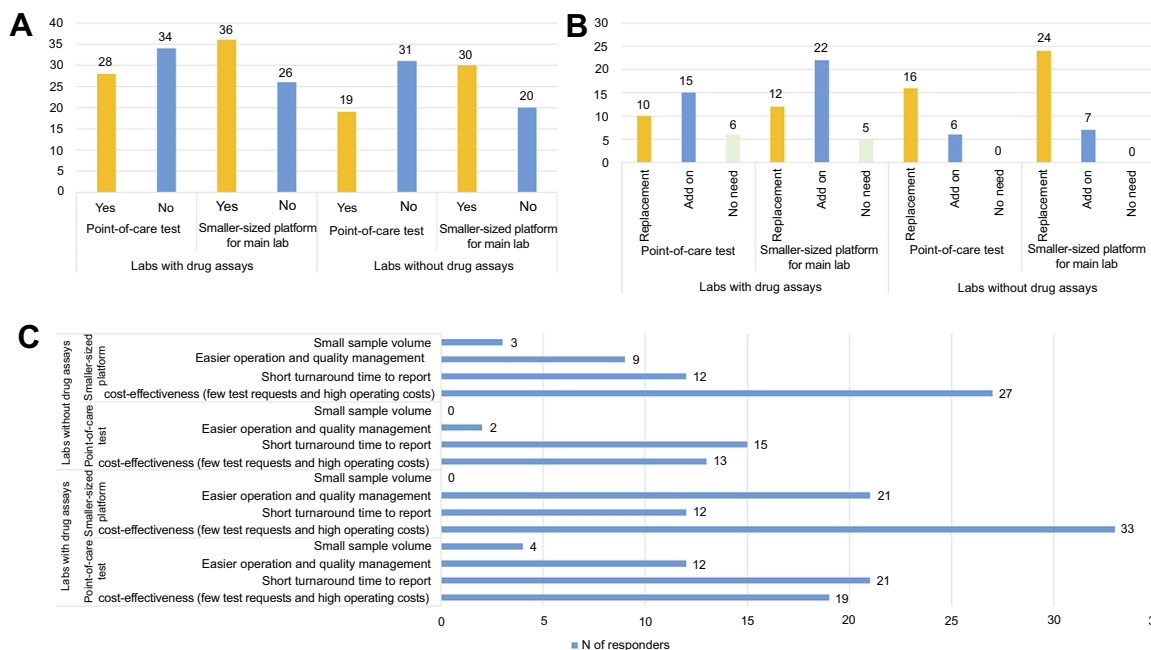 A
40
35
30
25
20
15
10
5
0
28
34
36
26
19
31
30
20
Yes
No
Yes
No
Yes
No
Yes
No
Point-of-care test
Smaller-sized platform
for main lab
Point-of-care test
Smaller-sized platform
for main lab
Labs with drug assays
Labs without drug assays
B
30
25
20
15
10
5
0
10
15
6
12
22
5
16
6
0
24
7
0
Replacement
Add on
No need
Replacement
Add on
No need
Replacement
Add on
No need
Replacement
Add on
No need
Point-of-care test
Smaller-sized platform
for main lab
Point-of-care test
Smaller-sized platform
for main lab
Labs with drug assays
Labs without drug assays
C
Labs without drug assays
Smaller-sized
platform
Small sample volume
3
Easier operation and quality management
9
Short turnaround time to report
12
cost-effectiveness (few test requests and high operating costs)
27
Point-of-care
test
Small sample volume
0
Easier operation and quality management
2
Short turnaround time to report
15
cost-effectiveness (few test requests and high operating costs)
13
Labs with drug assays
Smaller-sized
platform
Small sample volume
0
Easier operation and quality management
21
Short turnaround time to report
12
cost-effectiveness (few test requests and high operating costs)
33
Point-of-care
test
Small sample volume
4
Easier operation and quality management
12
Short turnaround time to report
21
cost-effectiveness (few test requests and high operating costs)
19
0
5
10
15
20
25
30
N of responders